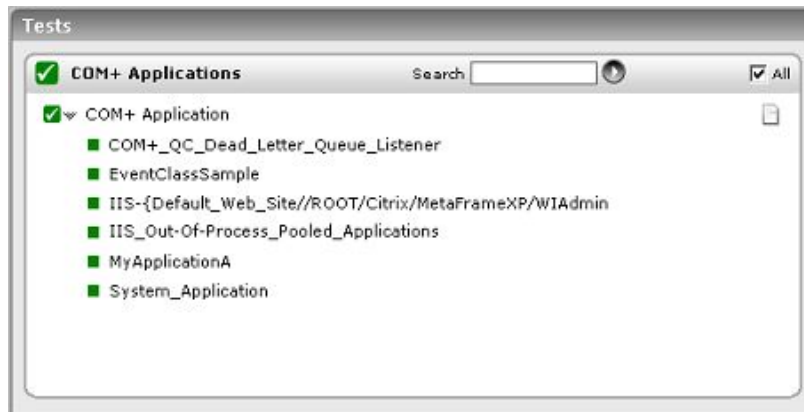 Tests
COM+ Applications Search All
COM+ Application
COM+_QC_Dead_Letter_Queue_Listener
EventClassSample
IIS-{Default_Web_Site//ROOT/Citrix/MetaFrameXP/WIAdmin
IIS_Out-Of-Process_Pooled_Applications
MyApplicationA
System_Application